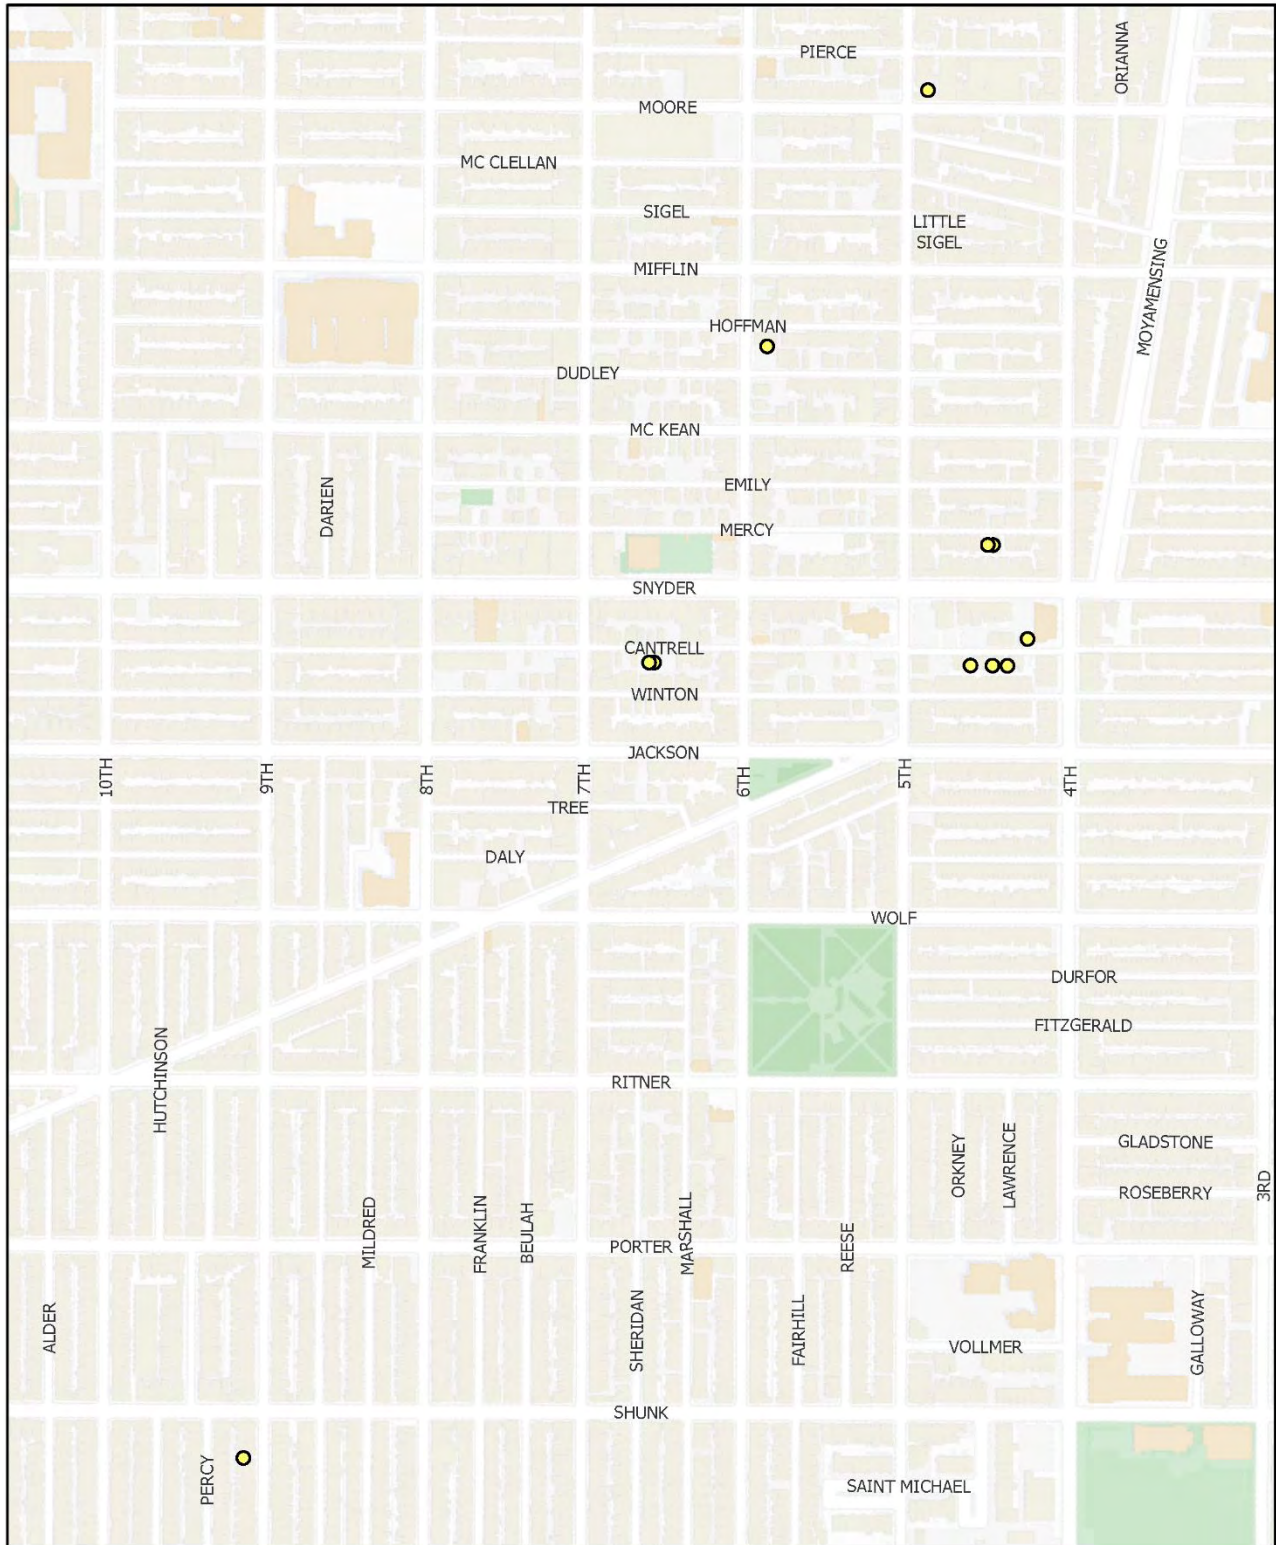 PIERCE
ORIANNA
MOORE
MC CLELLAN
SIGEL
LITTLE
SIGEL
MIFFLIN
MOYAMENSING
HOFFMAN
DUDLEY
MC KEAN
EMILY
DARIEN
MERCY
SNYDER
CANTRELL
WINTON
JACKSON
10TH
9TH
8TH
7TH
6TH
5TH
4TH
TREE
DALY
WOLF
DURFOR
FITZGERALD
HUTCHINSON
RITNER
GLADSTONE
ORKNEY
LAWRENCE
ROSEBERRY
3RD
MILDRED
FRANKLIN
BEULAH
MARSHALL
REESE
PORTER
ALDER
SHERIDAN
FAIRHILL
VOLLMER
GALLOWAY
SHUNK
PERCY
SAINT MICHAEL